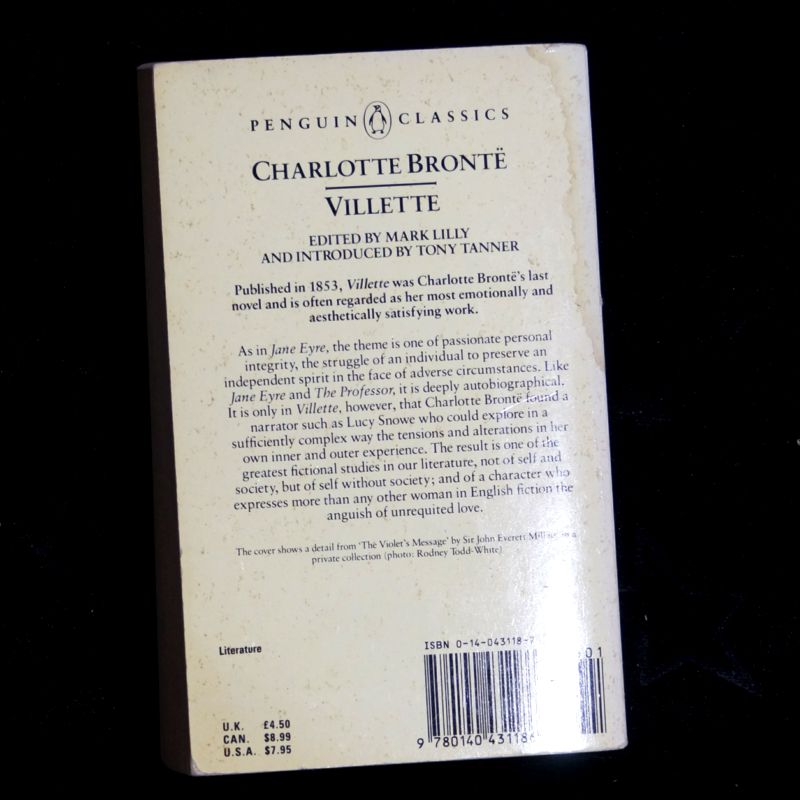 PENGUIN CLASSICS
CHARLOTTE BRONTË
VILLETTE
EDITED BY MARK LILLY
AND INTRODUCED BY TONY TANNER
Published in 1853, Villette was Charlotte Brontë's last
novel and is often regarded as her most emotionally and
aesthetically satisfying work.
As in Jane Eyre, the theme is one of passionate personal
integrity, the struggle of an individual to preserve an
independent spirit in the face of adverse circumstances. Like
Jane Eyre and The Professor, it is deeply autobiographical.
It is only in Villette, however, that Charlotte Brontë found a
narrator such as Lucy Snowe who could explore in a
sufficiently complex way the tensions and alterations in her
own inner and outer experience. The result is one of the
greatest fictional studies in our literature, not of self and
society, but of self without society; and of a character who
expresses more than any other woman in English fiction the
anguish of unrequited love.
The cover shows a detail from 'The Violet's Message' by Sir John Everett in a
private collection (photo: Rodney Todd-White)
Literature
ISBN 0-14-043118-
01
U.K. £4.50
CAN. $8.99
U.S.A. $7.95
9 780140 43118